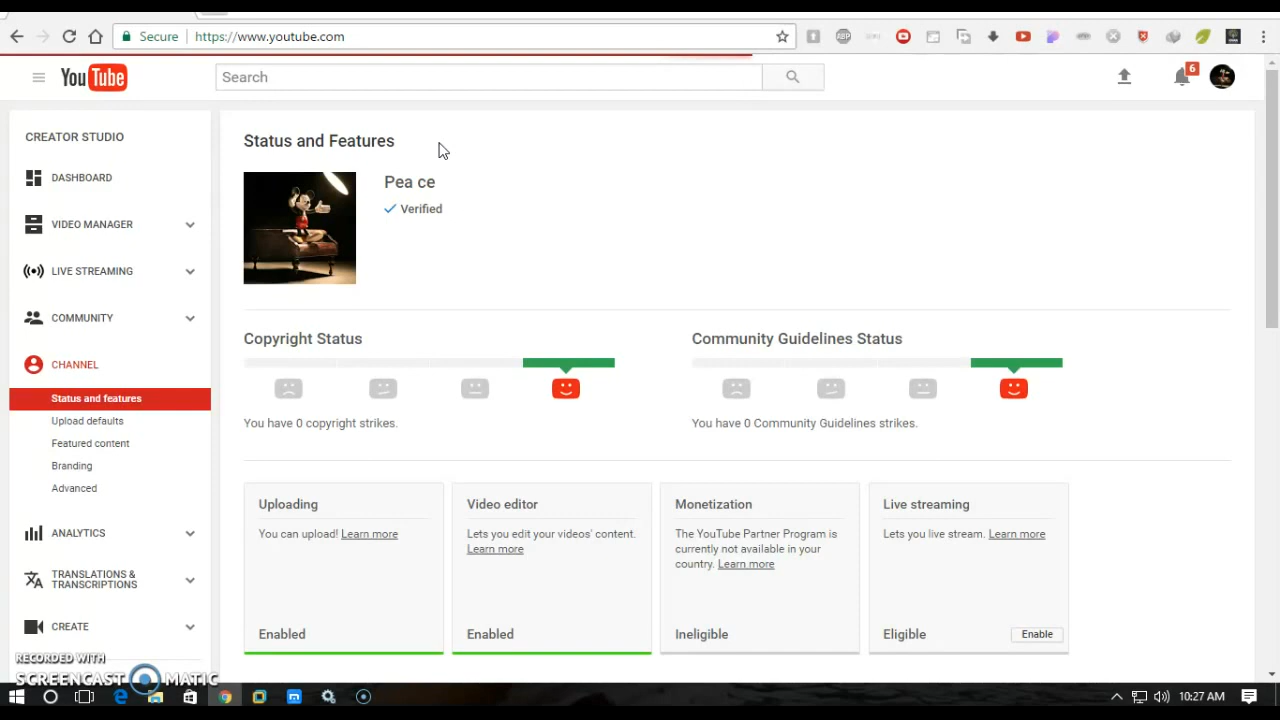 Secure
https://www.youtube.com
ABP
YouTube
Search
6
CREATOR STUDIO
DASHBOARD
VIDEO MANAGER
LIVE STREAMING
COMMUNITY
CHANNEL
Status and features
Upload defaults
Featured content
Branding
Advanced
ANALYTICS
TRANSLATIONS &
TRANSCRIPTIONS
CREATE
Status and Features
Pea ce
Verified
Copyright Status
You have 0 copyright strikes.
Community Guidelines Status
You have 0 Community Guidelines strikes.
Uploading
You can upload! Learn more
Enabled
Video editor
Lets you edit your videos' content.
Learn more
Enabled
Monetization
The YouTube Partner Program is
currently not available in your
country. Learn more
Ineligible
Live streaming
Lets you live stream. Learn more
Eligible
Enable
RECORDED WITH
SCREENCAST MATIC
10:27 AM